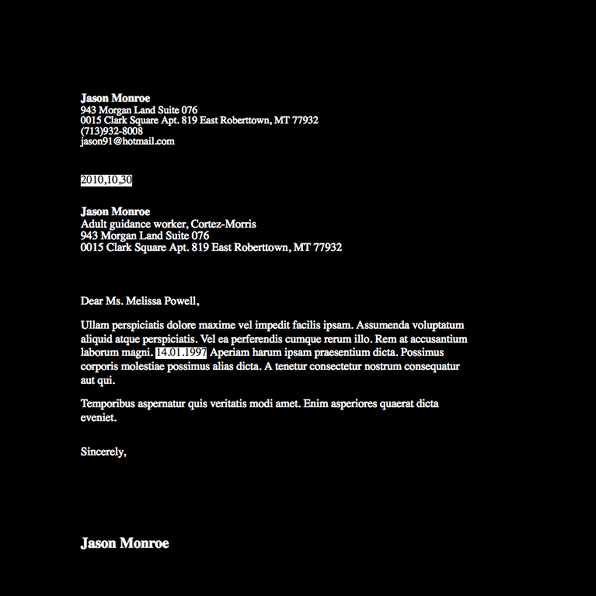 Jason Monroe
943 Morgan Land Suite 076
0015 Clark Square Apt. 819 East Roberttown, MT 77932
(713)932-8008
jason91@hotmail.com
2010,10,30
Jason Monroe
Adult guidance worker, Cortez-Morris
943 Morgan Land Suite 076
0015 Clark Square Apt. 819 East Roberttown, MT 77932
Dear Ms. Melissa Powell,
Ullam perspiciatis dolore maxime vel impedit facilis ipsam. Assumenda voluptatum
aliquid atque perspiciatis. Vel ea perferendis cumque rerum illo. Rem at accusantium
laborum magni. 14.01.1997 Aperiam harum ipsam praesentium dicta. Possimus
corporis molestiae possimus alias dicta. A tenetur consectetur nostrum consequatur
aut qui.
Temporibus aspernatur quis veritatis modi amet. Enim asperiores quaerat dicta
eveniet.
Sincerely,
Jason Monroe